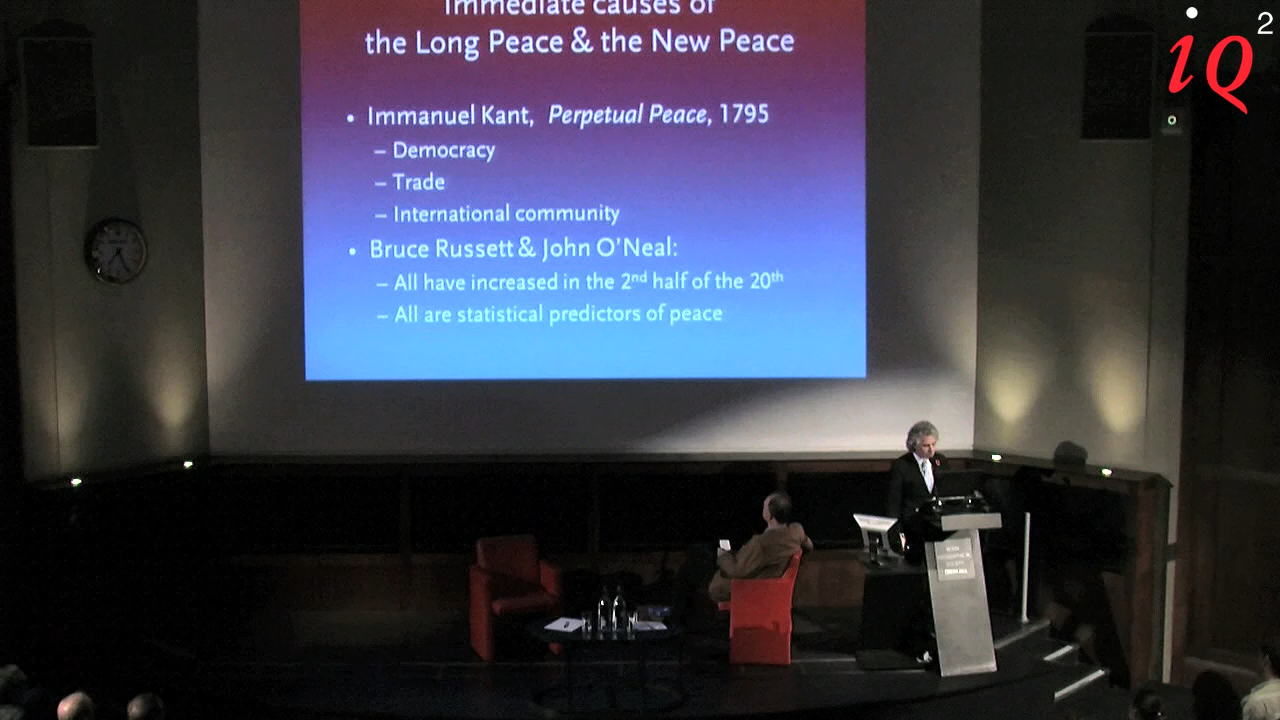 iQ2
Immediate causes of
the Long Peace & the New Peace
• Immanuel Kant, Perpetual Peace, 1795
– Democracy
– Trade
– International community
• Bruce Russett & John O'Neal:
– All have increased in the 2nd half of the 20th
– All are statistical predictors of peace